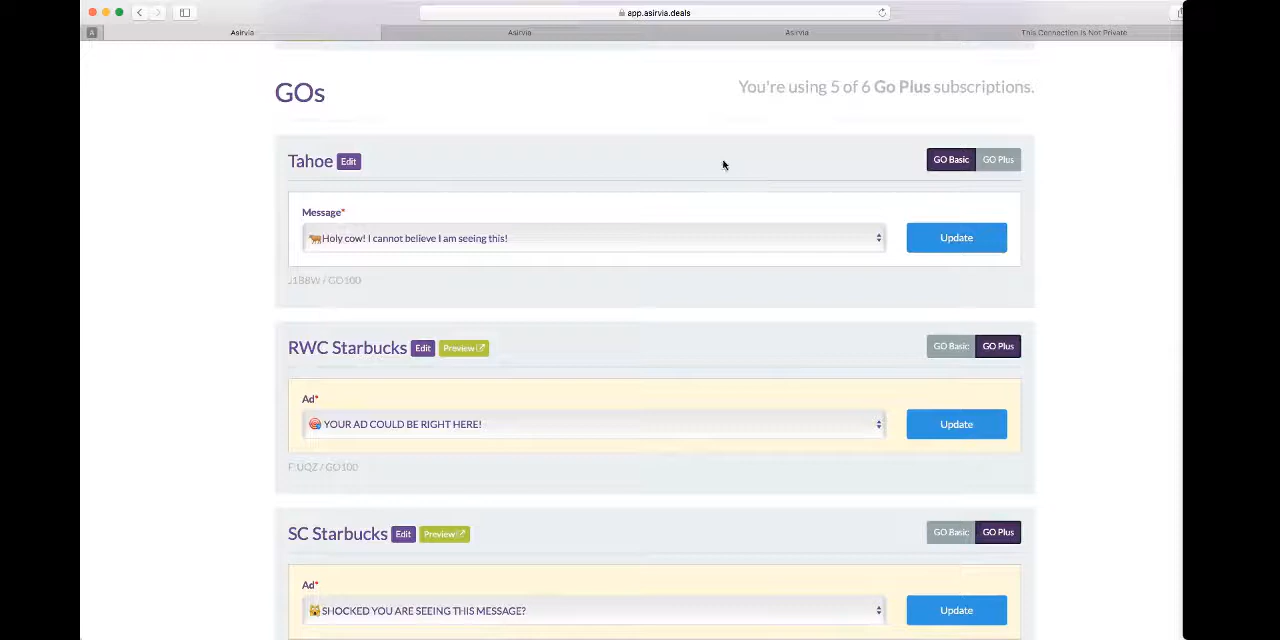 app.asirvia.deals
A
Asirvia
Asirvia
Asirvia
This Connection Is Not Private
GOs
You're using 5 of 6 Go Plus subscriptions.
Tahoe Edit
GO Basic GO Plus
Message*
🐂Holy cow! I cannot believe I am seeing this!
Update
J1B8W / GO100
RWC Starbucks Edit Preview
GO Basic GO Plus
Ad*
🎯 YOUR AD COULD BE RIGHT HERE!
Update
/ GO100
SC Starbucks Edit Preview
GO Basic GO Plus
Ad*
🙀SHOCKED YOU ARE SEEING THIS MESSAGE?
Update